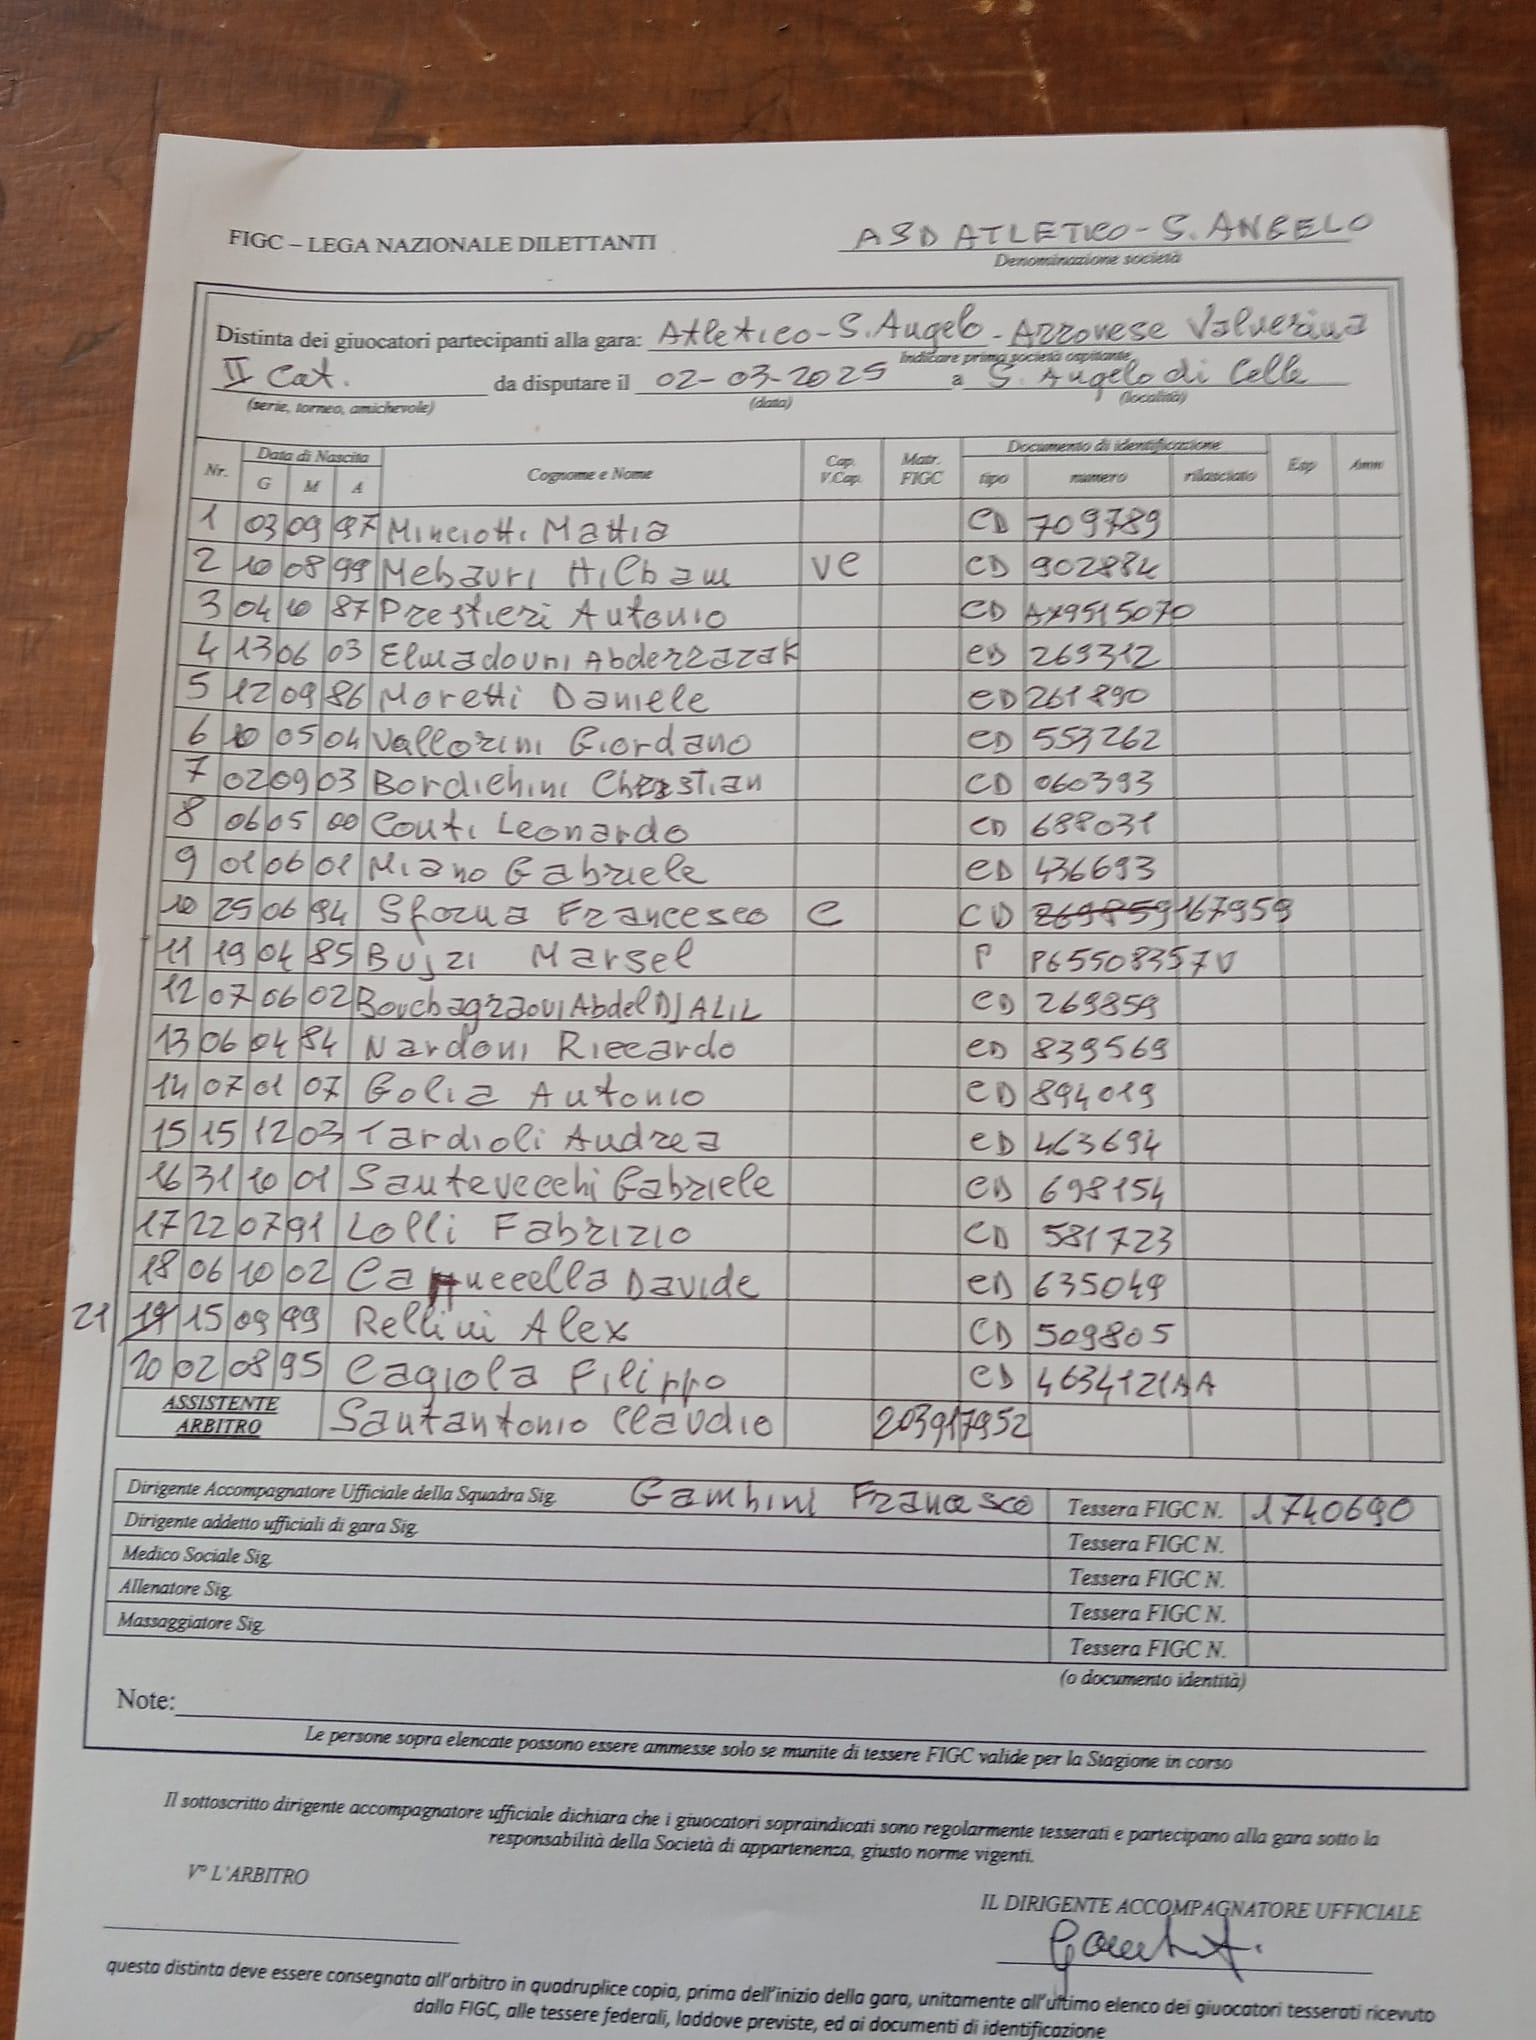 FIGC – LEGA NAZIONALE DILETTANTI
ASD ATLETICO - S. ANGELO
Denominazione società
Distinta dei giuocatori partecipanti alla gara: Atletico - S. Angelo - Arronese Valnerina
Indicare prima società ospitante
II Cat. da disputare il 02-03-2025 a S. Angelo di Celle
(serie, torneo, amichevole) (data) (località)
Nr. Data di Nascita G M A Cognome e Nome Cap. V.Cap. Matr. FIGC Documento di identificazione tipo numero rilasciato Esp Amm
1 03 09 97 Minciotti Mattia CD 709789
2 10 08 99 Mebauri Hilbam VC CD 902884
3 04 10 87 Prestieri Antonio CD AX9515070
4 13 06 03 Elmadouni Abderrazak CD 269312
5 12 09 86 Moretti Daniele CD 261890
6 10 05 04 Vallorini Giordano CD 553262
7 02 09 03 Bordichini Christian CD 060393
8 06 05 00 Conti Leonardo CD 688031
9 01 06 01 Miano Gabriele CD 436693
10 25 06 94 Sforna Francesco C CD 269859 167959
11 19 04 85 Bujzi Marsel P P65508357U
12 07 06 02 Bouchagraoui Abdel DJALIL CD 269859
13 06 04 84 Nardoni Riccardo CD 839569
14 07 01 07 Golia Antonio CD 894019
15 15 12 03 Tardioli Andrea CD 463694
16 31 10 01 Santevecchi Gabriele CD 698154
17 22 07 91 Lolli Fabrizio CD 581723
18 06 10 02 Cannuccella Davide CD 635049
21 19 15 09 99 Rellini Alex CD 509805
20 02 08 95 Cagiola Filippo CD 4634121AA
ASSISTENTE ARBITRO Santantonio Claudio 203917952
Dirigente Accompagnatore Ufficiale della Squadra Sig. Gambini Francesco Tessera FIGC N. 1740690
Dirigente addetto ufficiali di gara Sig. Tessera FIGC N.
Medico Sociale Sig. Tessera FIGC N.
Allenatore Sig. Tessera FIGC N.
Massaggiatore Sig. Tessera FIGC N.
(o documento identità)
Note:
Le persone sopra elencate possono essere ammesse solo se munite di tessere FIGC valide per la Stagione in corso
Il sottoscritto dirigente accompagnatore ufficiale dichiara che i giuocatori sopraindicati sono regolarmente tesserati e partecipano alla gara sotto la
responsabilità della Società di appartenenza, giusto norme vigenti.
V° L'ARBITRO
IL DIRIGENTE ACCOMPAGNATORE UFFICIALE
questa distinta deve essere consegnata all'arbitro in quadruplice copia, prima dell'inizio della gara, unitamente all'ultimo elenco dei giuocatori tesserati ricevuto
dalla FIGC, alle tessere federali, laddove previste, ed ai documenti di identificazione